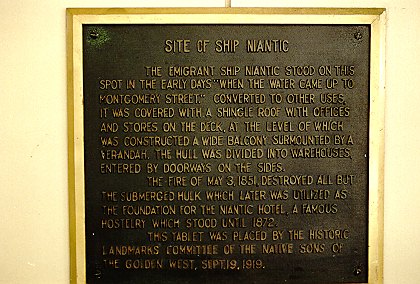 SITE OF SHIP NIANTIC
THE EMIGRANT SHIP NIANTIC STOOD ON THIS
SPOT IN THE EARLY DAYS "WHEN THE WATER CAME UP TO
MONTGOMERY STREET." CONVERTED TO OTHER USES,
IT WAS COVERED WITH A SHINGLE ROOF WITH OFFICES
AND STORES ON THE DECK, AT THE LEVEL OF WHICH
WAS CONSTRUCTED A WIDE BALCONY SURMOUNTED BY A
VERANDAH. THE HULL WAS DIVIDED INTO WAREHOUSES,
ENTERED BY DOORWAYS ON THE SIDES.
THE FIRE OF MAY 3, 1851, DESTROYED ALL BUT
THE SUBMERGED HULK WHICH LATER WAS UTILIZED AS
THE FOUNDATION FOR THE NIANTIC HOTEL, A FAMOUS
HOSTELRY WHICH STOOD UNTIL 1872.
THIS TABLET WAS PLACED BY THE HISTORIC
LANDMARKS COMMITTEE OF THE NATIVE SONS OF
THE GOLDEN WEST, SEPT. 19, 1919.